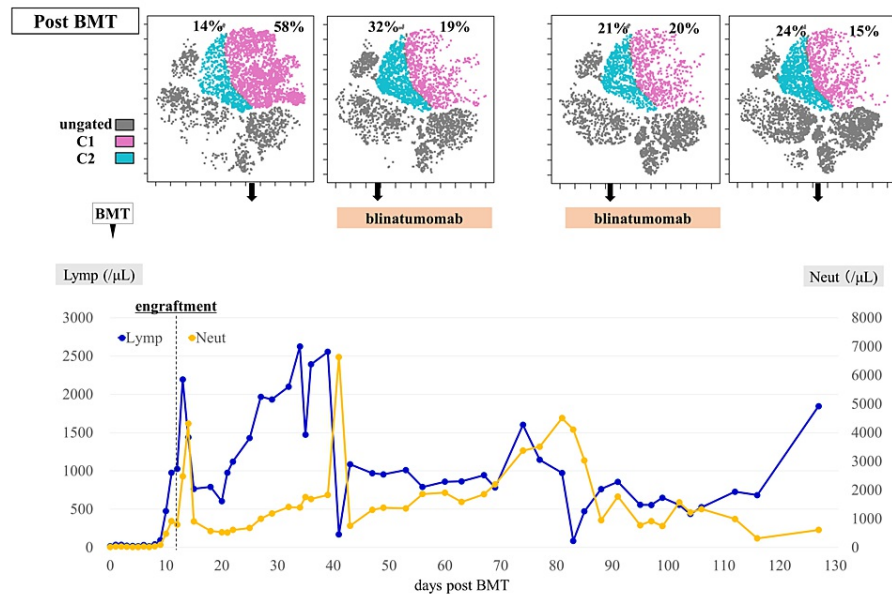 Post BMT
14% 58%
32% 19%
21% 20%
24% 15%
ungated
C1
C2
BMT
blinatumomab
blinatumomab
Lymp (/μL)
Neut (/μL)
engraftment
Lymp
Neut
3000
2500
2000
1500
1000
500
0
8000
7000
6000
5000
4000
3000
2000
1000
0
0 10 20 30 40 50 60 70 80 90 100 110 120 130
days post BMT